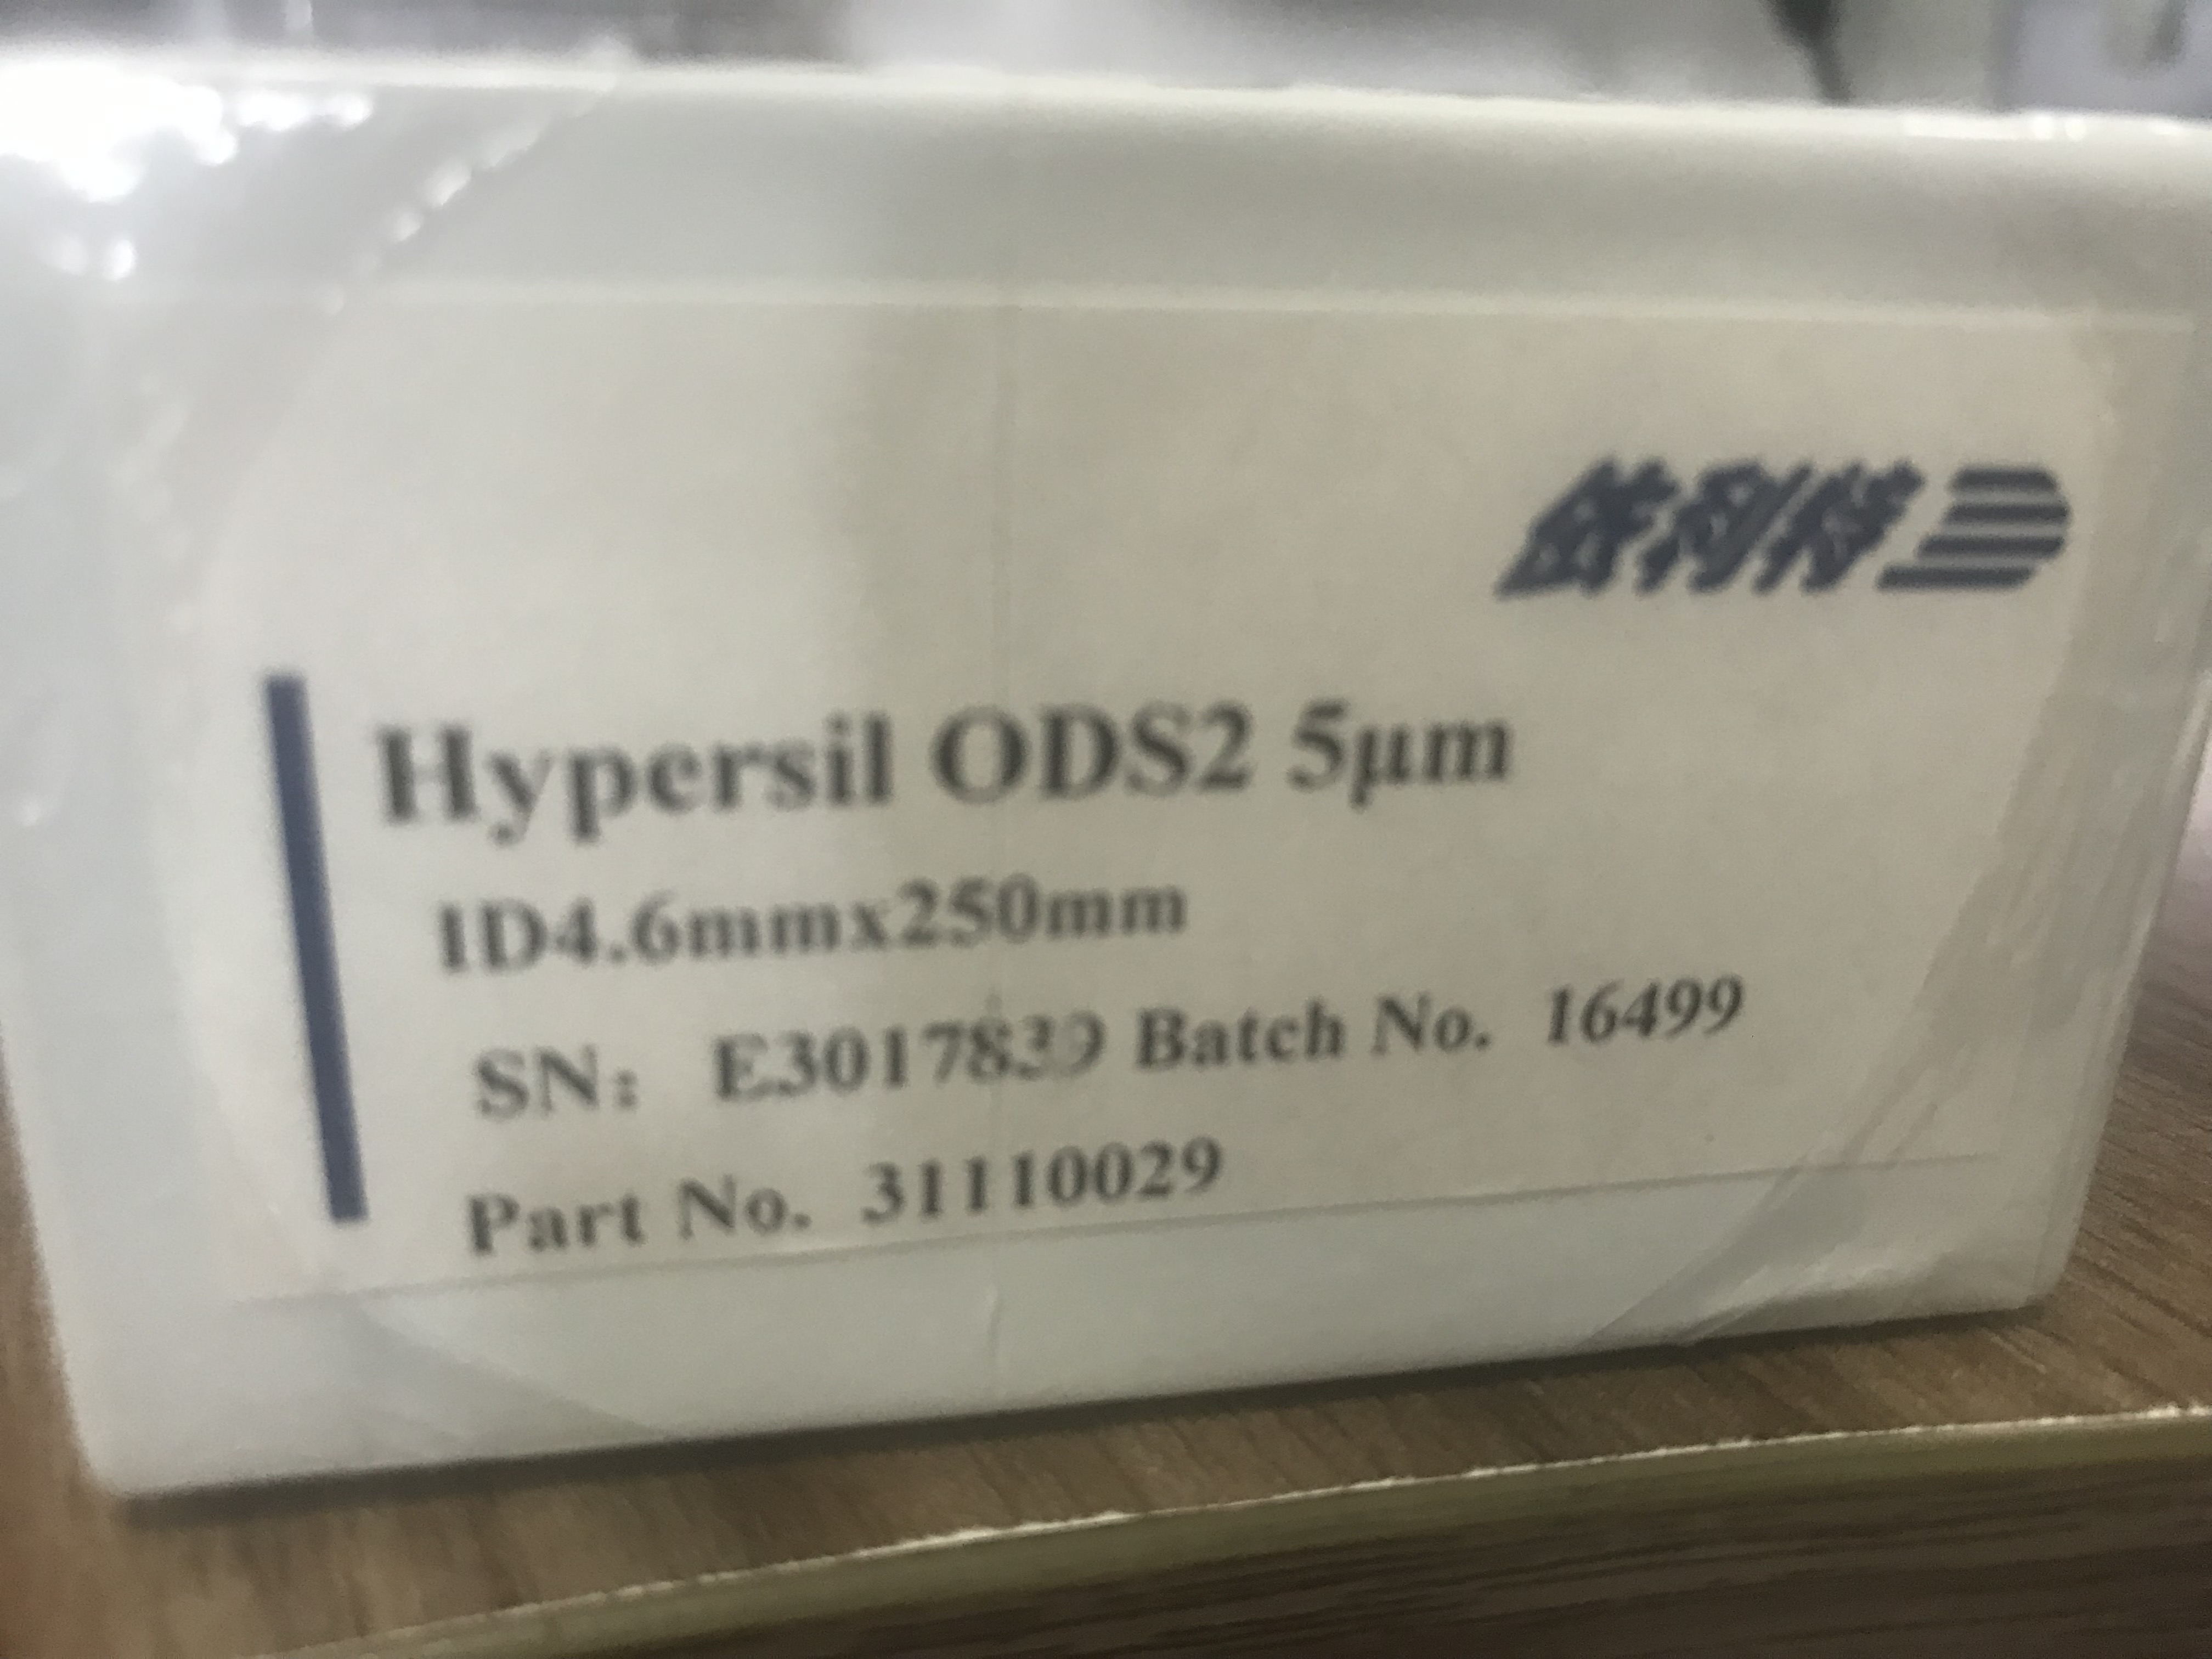 依利特
Hypersil ODS2 5µm
ID4.6mmx250mm
SN： E3017839 Batch No. 16499
Part No. 31110029